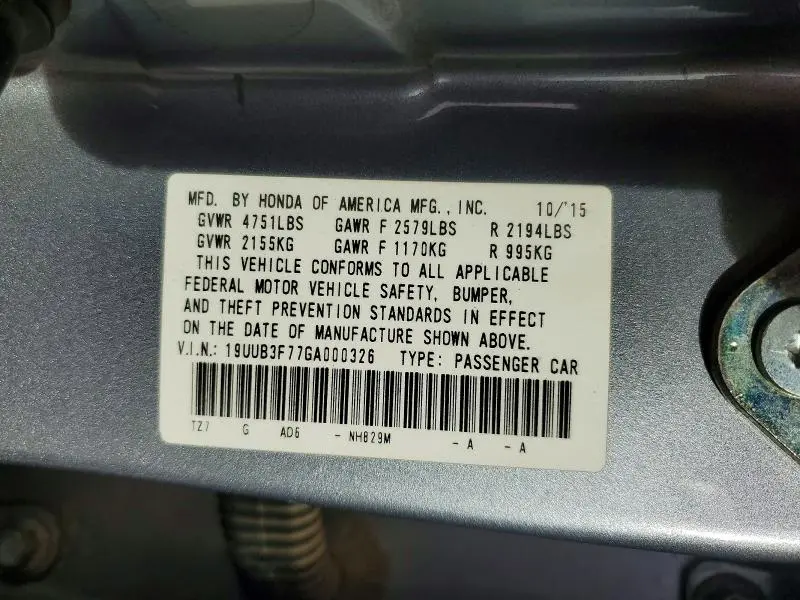 MFD. BY HONDA OF AMERICA MFG., INC. 10/'15
GVWR 4751LBS GAWR F 2579LBS R 2194LBS
GVWR 2155KG GAWR F 1170KG R 995KG
THIS VEHICLE CONFORMS TO ALL APPLICABLE
FEDERAL MOTOR VEHICLE SAFETY, BUMPER,
AND THEFT PREVENTION STANDARDS IN EFFECT
ON THE DATE OF MANUFACTURE SHOWN ABOVE.
V.I.N.: 19UUB3F77GA000326 TYPE: PASSENGER CAR
TZ7 G AD6 - NH829M - A - A